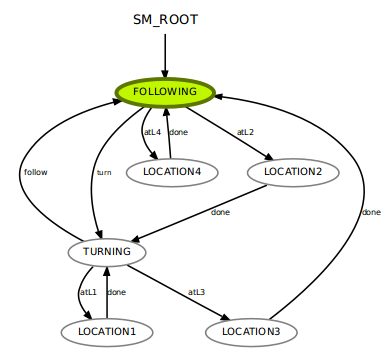 SM_ROOT
FOLLOWING
atL4
done
atL2
follow
turn
LOCATION4
LOCATION2
done
done
TURNING
atL1
done
atL3
LOCATION1
LOCATION3